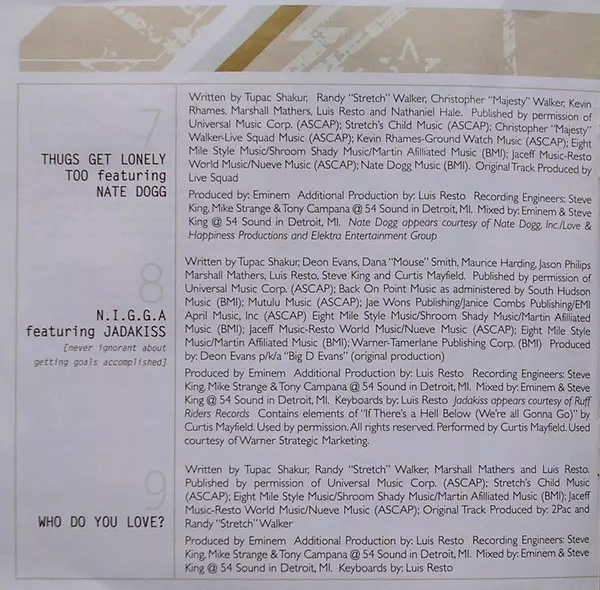 7
THUGS GET LONELY
TOO featuring
NATE DOGG
Written by Tupac Shakur, Randy "Stretch" Walker, Christopher "Majesty" Walker, Kevin
Rhames, Marshall Mathers, Luis Resto and Nathaniel Hale. Published by permission of
Universal Music Corp. (ASCAP); Stretch's Child Music (ASCAP); Christopher "Majesty"
Walker-Live Squad Music (ASCAP); Kevin Rhames-Ground Watch Music (ASCAP); Eight
Mile Style Music/Shroom Shady Music/Martin Afilliated Music (BMI); Jaceff Music-Resto
World Music/Nueve Music (ASCAP); Nate Dogg Music (BMI). Original Track Produced by
Live Squad
Produced by: Eminem Additional Production by: Luis Resto Recording Engineers: Steve
King, Mike Strange & Tony Campana @ 54 Sound in Detroit, MI. Mixed by: Eminem & Steve
King @ 54 Sound in Detroit, MI. Nate Dogg appears courtesy of Nate Dogg, Inc./Love &
Happiness Productions and Elektra Entertainment Group
8
N.I.G.G.A
featuring JADAKISS
[never ignorant about
getting goals accomplished]
Written by Tupac Shakur, Deon Evans, Dana "Mouse" Smith, Maurice Harding, Jason Philips
Marshall Mathers, Luis Resto, Steve King and Curtis Mayfield. Published by permission of
Universal Music Corp. (ASCAP); Back On Point Music as administered by South Hudson
Music (BMI); Mutulu Music (ASCAP); Jae Wons Publishing/Janice Combs Publishing/EMI
April Music, Inc (ASCAP) Eight Mile Style Music/Shroom Shady Music/Martin Afilliated
Music (BMI); Jaceff Music-Resto World Music/Nueve Music (ASCAP); Eight Mile Style
Music/Martin Affiliated Music (BMI); Warner-Tamerlane Publishing Corp. (BMI) Produced
by: Deon Evans p/k/a "Big D Evans" (original production)
Produced by: Eminem Additional Production by: Luis Resto Recording Engineers: Steve
King, Mike Strange & Tony Campana @ 54 Sound in Detroit, MI. Mixed by: Eminem & Steve
King @ 54 Sound in Detroit, MI. Keyboards by: Luis Resto Jadakiss appears courtesy of Ruff
Riders Records Contains elements of "If There's a Hell Below (We're all Gonna Go)" by
Curtis Mayfield. Used by permission. All rights reserved. Performed by Curtis Mayfield. Used
courtesy of Warner Strategic Marketing.
9
WHO DO YOU LOVE?
Written by Tupac Shakur, Randy "Stretch" Walker, Marshall Mathers and Luis Resto.
Published by permission of Universal Music Corp. (ASCAP); Stretch's Child Music
(ASCAP); Eight Mile Style Music/Shroom Shady Music/Martin Afilliated Music (BMI); Jaceff
Music-Resto World Music/Nueve Music (ASCAP); Original Track Produced by: 2Pac and
Randy "Stretch" Walker
Produced by: Eminem Additional Production by: Luis Resto Recording Engineers: Steve
King, Mike Strange & Tony Campana @ 54 Sound in Detroit, MI. Mixed by: Eminem & Steve
King @ 54 Sound in Detroit, MI. Keyboards by: Luis Resto